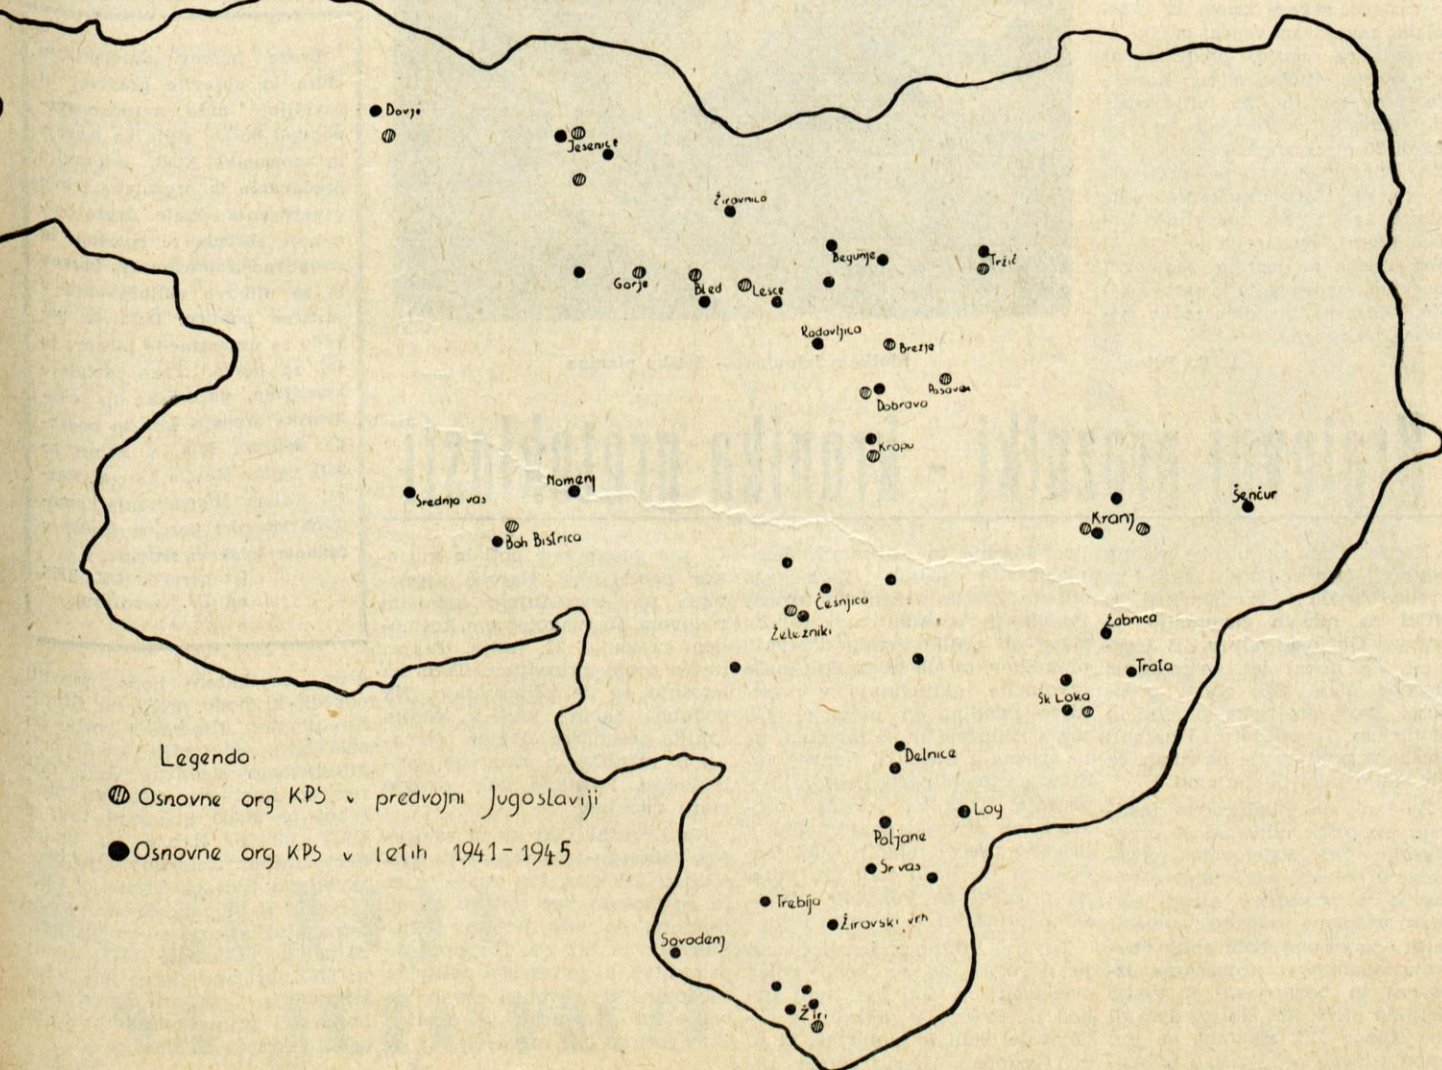 Dovje
Jesenice
Žirovnica
Begunje
Tržič
Gorje
Bled
Lesce
Radovljica
Brezje
Posavec
Dobrava
Kropa
Srednja vas
Nomenj
Boh Bistrica
Kranj
Šenčur
Češnjica
Železniki
Žabnica
Trata
Šk Loka
Delnice
Log
Poljane
Sr vas
Trebija
Žirovski vrh
Sovodenj
Žiri
Legenda
Osnovne org KPS v predvojni Jugoslaviji
Osnovne org KPS v letih 1941-1945